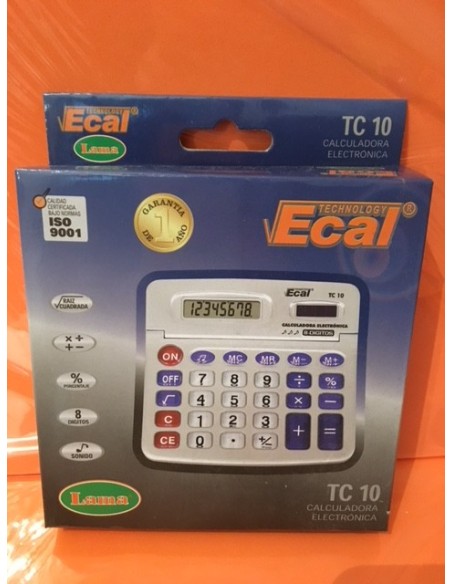 TECHNOLOGY
Ecal®
Lama
TC 10
CALCULADORA
ELECTRÓNICA
CALIDAD
CERTIFICADA
BAJO NORMAS
ISO
9001
GARANTIA
DE 1 AÑO
TECHNOLOGY
Ecal®
Ecal TC 10
12345678.
CALCULADORA ELECTRÓNICA
8 DIGITOS
√RAIZ
CUADRADA
× +
+ −
%
PORCENTAJE
8
DIGITOS
♪
SONIDO
ON ♪ MC MR M− M+
OFF 7 8 9 ÷ %
√ 4 5 6 × −
C 1 2 3 + =
CE 0 • +/−
Lama
TC 10
CALCULADORA
ELECTRÓNICA